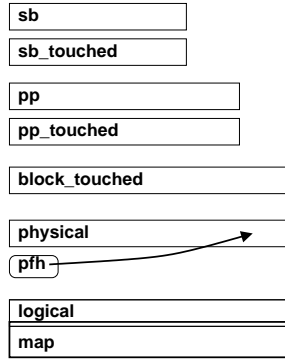 sb
sb_touched
pp
pp_touched
block_touched
physical
pfh
logical
map